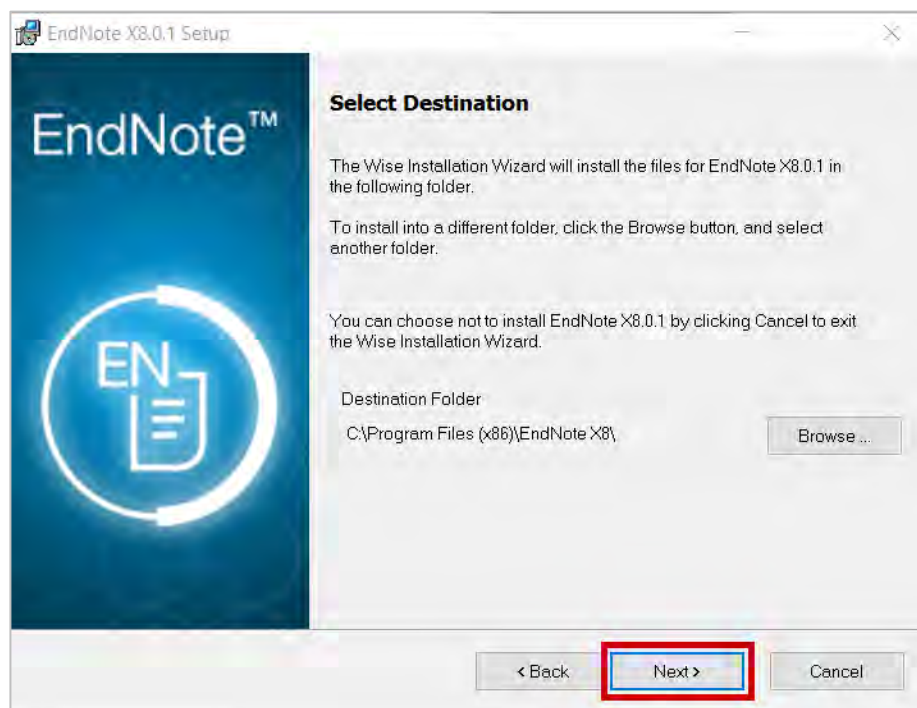 EndNote X8.0.1 Setup
EndNote™
EN
Select Destination
The Wise Installation Wizard will install the files for EndNote X8.0.1 in
the following folder.
To install into a different folder, click the Browse button, and select
another folder.
You can choose not to install EndNote X8.0.1 by clicking Cancel to exit
the Wise Installation Wizard.
Destination Folder
C:\Program Files (x86)\EndNote X8\
Browse ...
< Back
Next >
Cancel